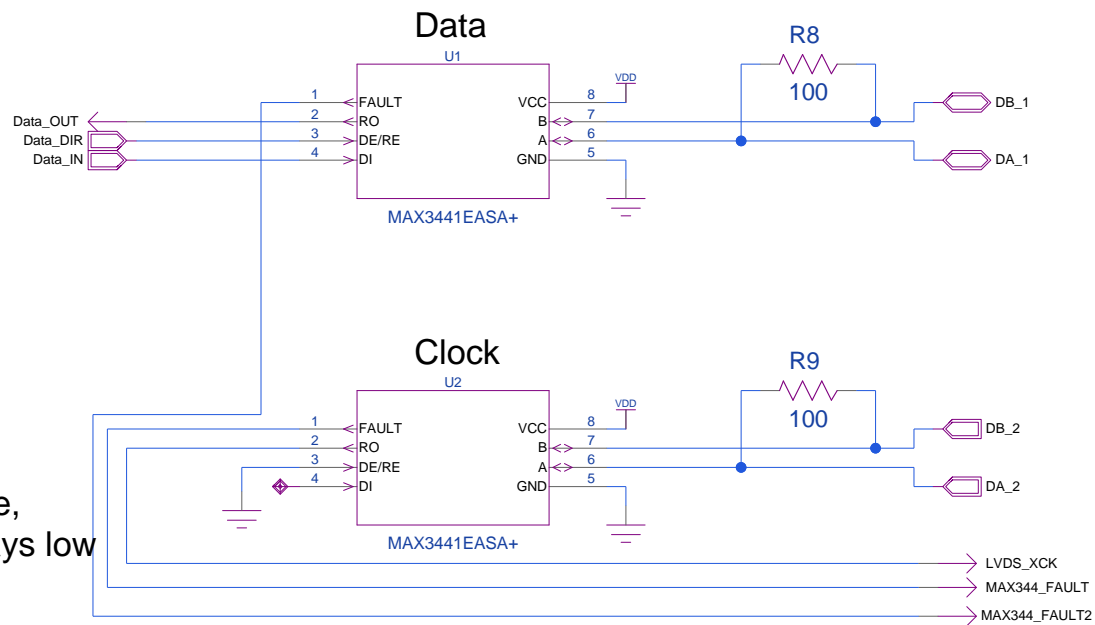 Data
U1
1 FAULT
2 RO
3 DE/RE
4 DI
VCC 8
B 7
A 6
GND 5
MAX3441EASA+
VDD
R8
100
Data_OUT
Data_DIR
Data_IN
DB_1
DA_1
Clock
U2
1 FAULT
2 RO
3 DE/RE
4 DI
VCC 8
B 7
A 6
GND 5
MAX3441EASA+
VDD
R9
100
DB_2
DA_2
e,
ys low
LVDS_XCK
MAX344_FAULT
MAX344_FAULT2